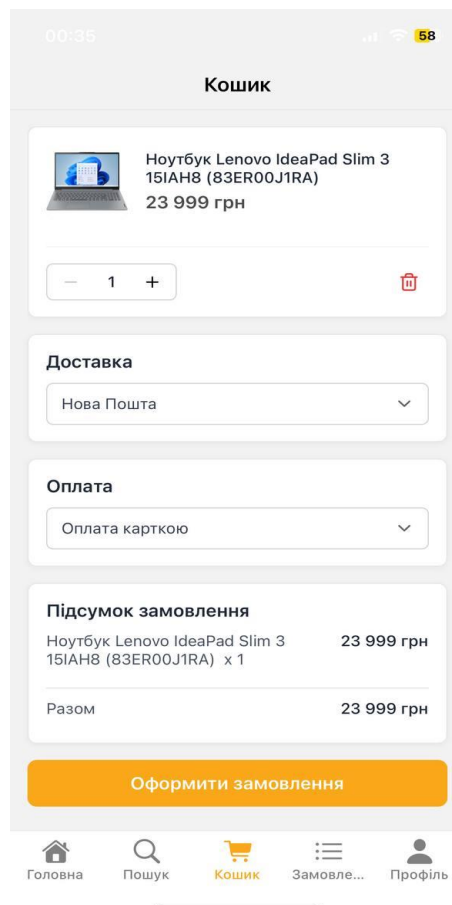 00:35
58
Кошик
Ноутбук Lenovo IdeaPad Slim 3
15IAH8 (83ER00J1RA)
23 999 грн
1
Доставка
Нова Пошта
Оплата
Оплата карткою
Підсумок замовлення
Ноутбук Lenovo IdeaPad Slim 3 23 999 грн
15IAH8 (83ER00J1RA) x 1
Разом 23 999 грн
Оформити замовлення
Головна Пошук Кошик Замовле... Профіль